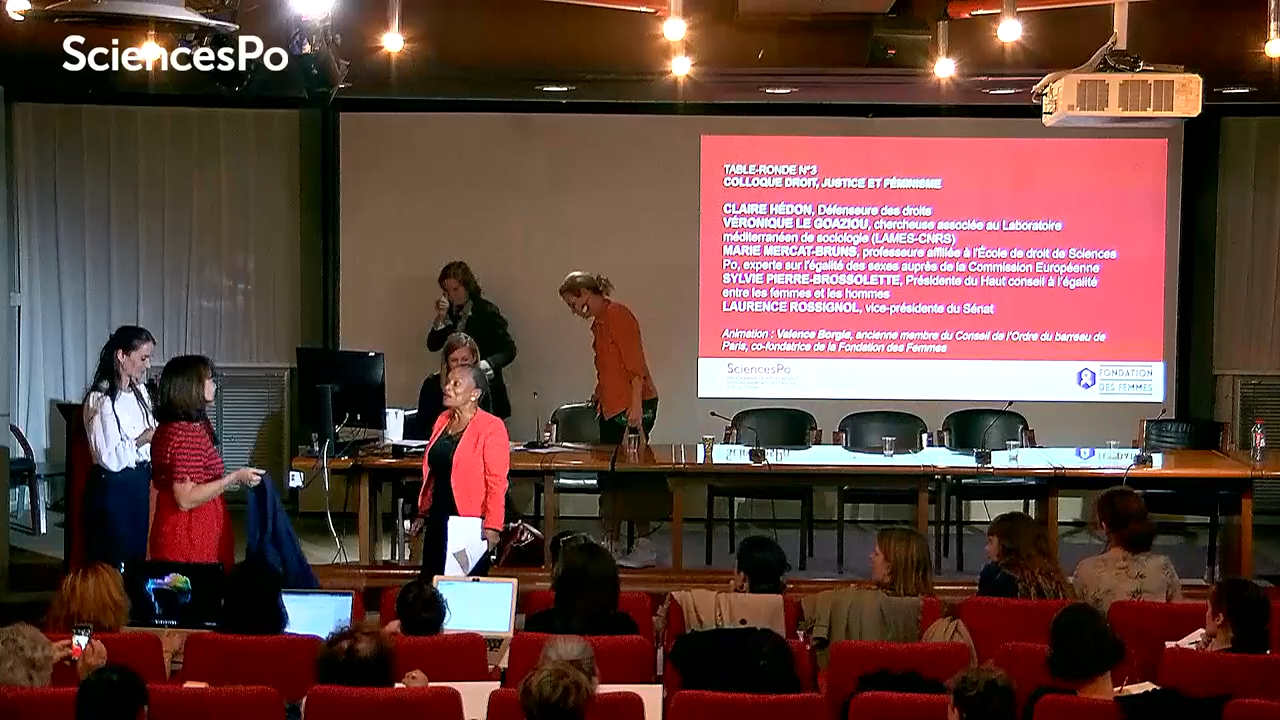 SciencesPo
TABLE-RONDE N°3
COLLOQUE DROIT, JUSTICE ET FÉMINISME
CLAIRE HÉDON, Défenseure des droits
VÉRONIQUE LE GOAZIOU, chercheuse associée au Laboratoire
méditerranéen de sociologie (LAMES-CNRS)
MARIE MERCAT-BRUNS, professeure affiliée à l'École de droit de Sciences
Po, experte sur l'égalité des sexes auprès de la Commission Européenne
SYLVIE PIERRE-BROSSOLETTE, Présidente du Haut conseil à l'égalité
entre les femmes et les hommes
LAURENCE ROSSIGNOL, vice-présidente du Sénat
Animation : Valence Borgia, ancienne membre du Conseil de l'Ordre du barreau de
Paris, co-fondatrice de la Fondation des Femmes
SciencesPo
FONDATION
DES FEMMES